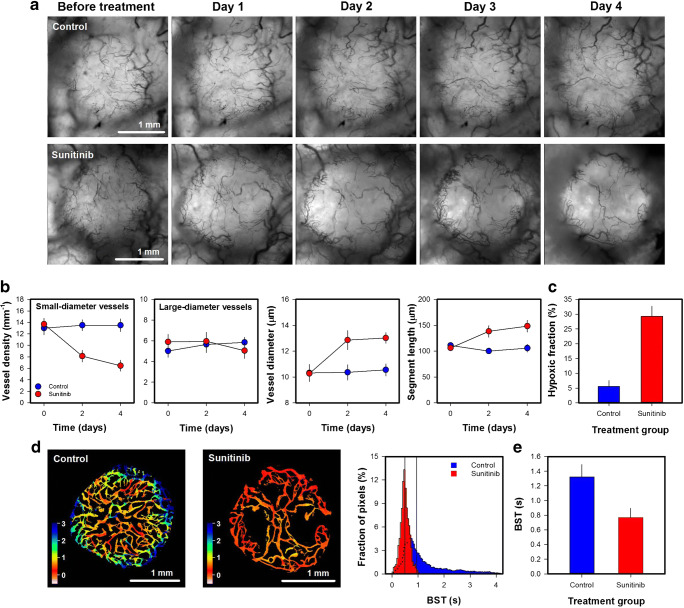 a
Before treatment Day 1 Day 2 Day 3 Day 4
Control
1 mm
Sunitinib
1 mm
b
Vessel density (mm-1)
18
16
14
12
10
8
6
4
2
0
Small-diameter vessels
Control
Sunitinib
0 2 4
Time (days)
10
8
6
4
2
0
Large-diameter vessels
0 2 4
Time (days)
Vessel diameter (µm)
14
12
10
8
0 2 4
Time (days)
Segment length (µm)
200
150
100
50
0
0 2 4
Time (days)
c
Hypoxic fraction (%)
35
30
25
20
15
10
5
0
Control Sunitinib
Treatment group
d
Control
3
2
1
0
1 mm
Sunitinib
3
2
1
0
1 mm
Fraction of pixels (%)
15
12
9
6
3
0
Control
Sunitinib
0 1 2 3 4
BST (s)
e
BST (s)
1.8
1.6
1.4
1.2
1.0
0.8
0.6
0.4
0.2
0.0
Control Sunitinib
Treatment group